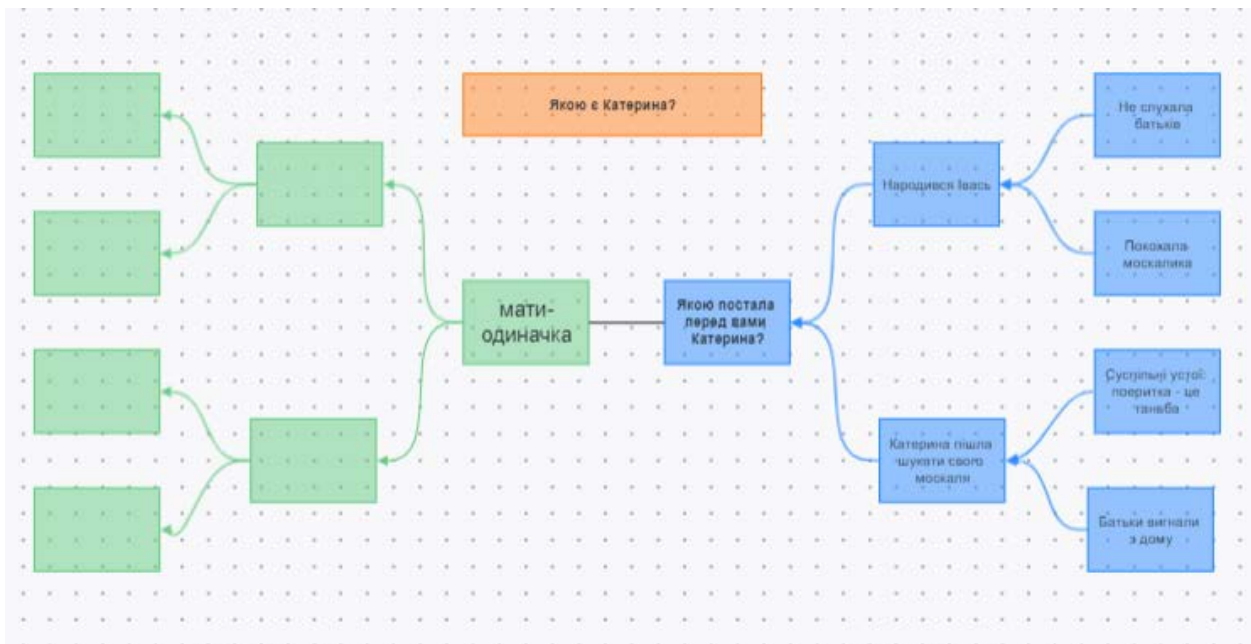 Якою є Катерина?
Не слухала
батьків
Народився Івась
Покохала
москалика
мати-
одиначка
Якою постала
перед вами
Катерина?
Суспільні устої:
покритка - це
ганьба
Катерина пішла
шукати свого
москаля
Батьки вигнали
з дому